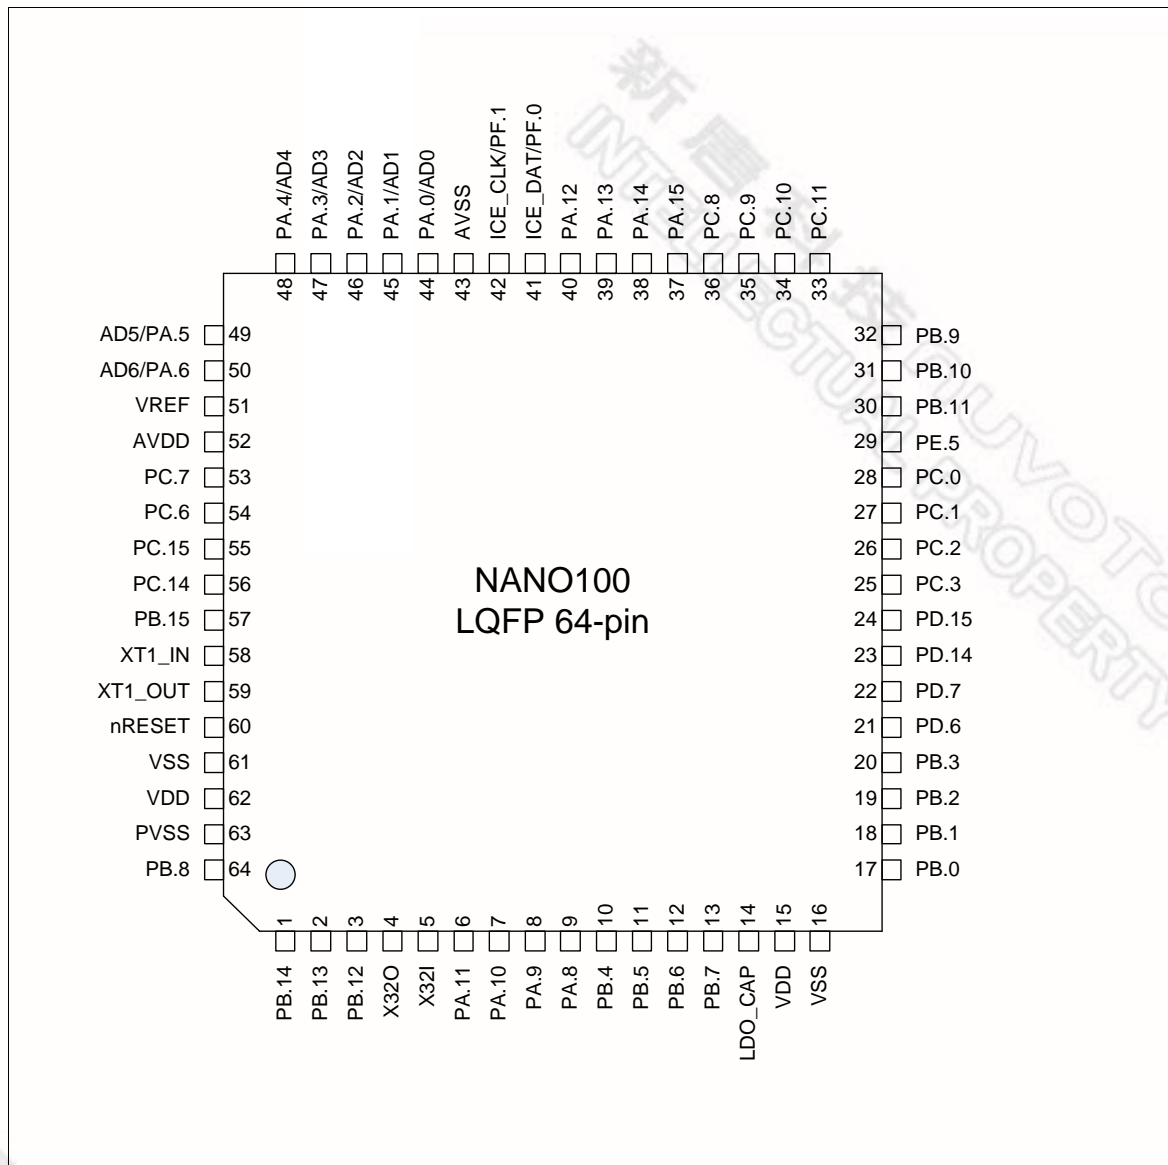 新唐科技 nuvoTo
INTELLECTUAL PROPERTY
PA.4/AD4
PA.3/AD3
PA.2/AD2
PA.1/AD1
PA.0/AD0
AVSS
ICE_CLK/PF.1
ICE_DAT/PF.0
PA.12
PA.13
PA.14
PA.15
PC.8
PC.9
PC.10
PC.11
48 47 46 45 44 43 42 41 40 39 38 37 36 35 34 33
AD5/PA.5 49
AD6/PA.6 50
VREF 51
AVDD 52
PC.7 53
PC.6 54
PC.15 55
PC.14 56
PB.15 57
XT1_IN 58
XT1_OUT 59
nRESET 60
VSS 61
VDD 62
PVSS 63
PB.8 64
NANO100
LQFP 64-pin
32 PB.9
31 PB.10
30 PB.11
29 PE.5
28 PC.0
27 PC.1
26 PC.2
25 PC.3
24 PD.15
23 PD.14
22 PD.7
21 PD.6
20 PB.3
19 PB.2
18 PB.1
17 PB.0
1 2 3 4 5 6 7 8 9 10 11 12 13 14 15 16
PB.14
PB.13
PB.12
X32O
X32I
PA.11
PA.10
PA.9
PA.8
PB.4
PB.5
PB.6
PB.7
LDO_CAP
VDD
VSS